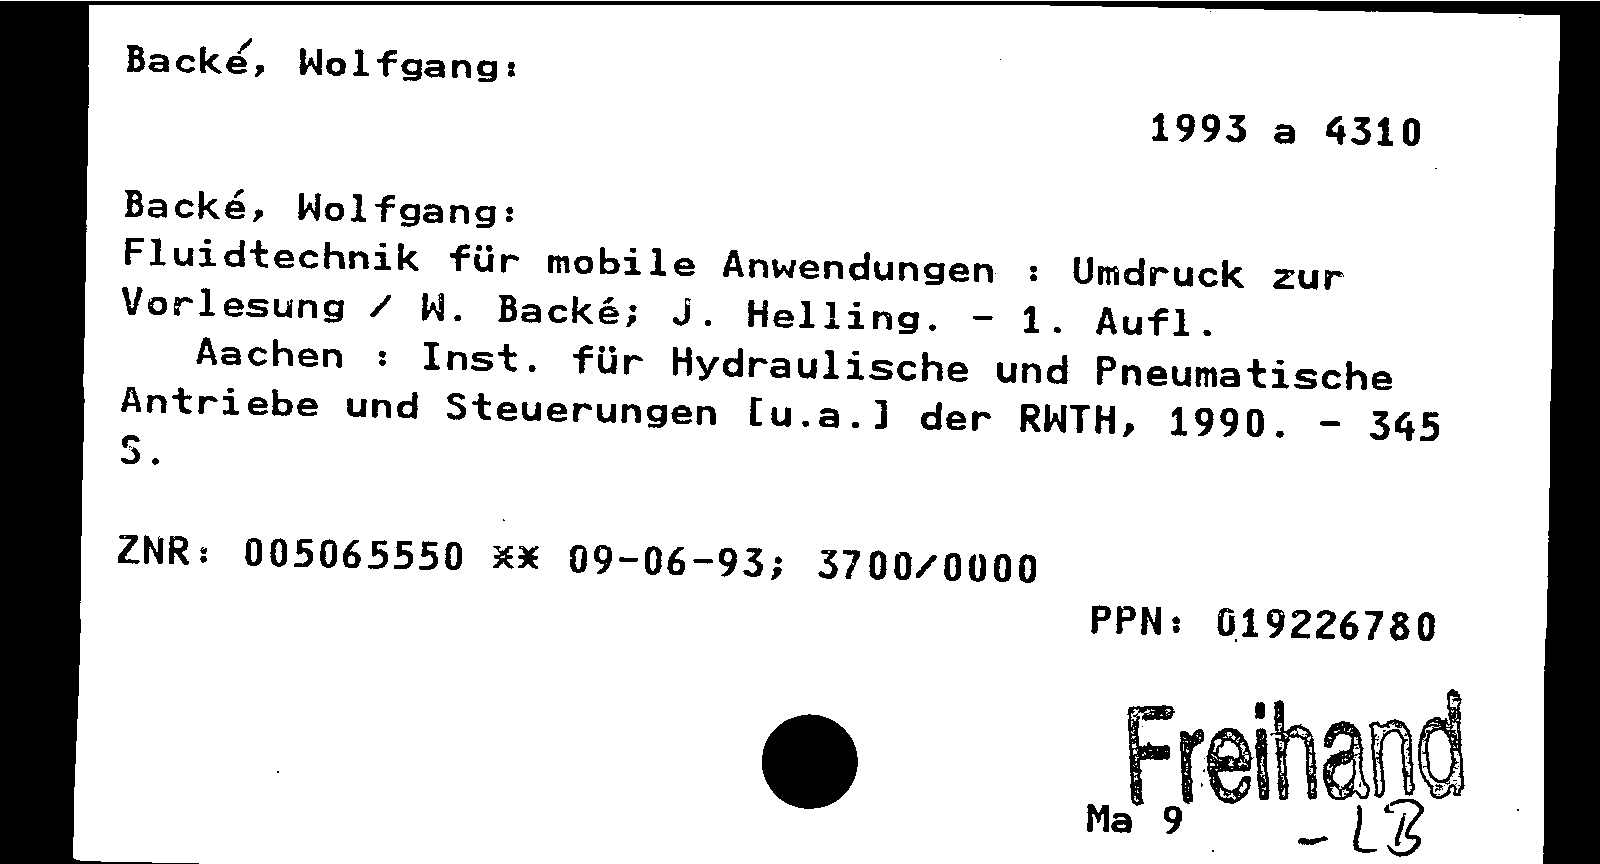 Backé, Wolfgang:
1993 a 4310
Backé, Wolfgang:
Fluidtechnik für mobile Anwendungen : Umdruck zur
Vorlesung / W. Backé; J. Helling. - 1. Aufl.
Aachen : Inst. für Hydraulische und Pneumatische
Antriebe und Steuerungen [u.a.] der RWTH, 1990. - 345
S.
ZNR: 005065550 ** 09-06-93; 3700/0000
PPN: 019226780
Freihand
Ma 9
- LB